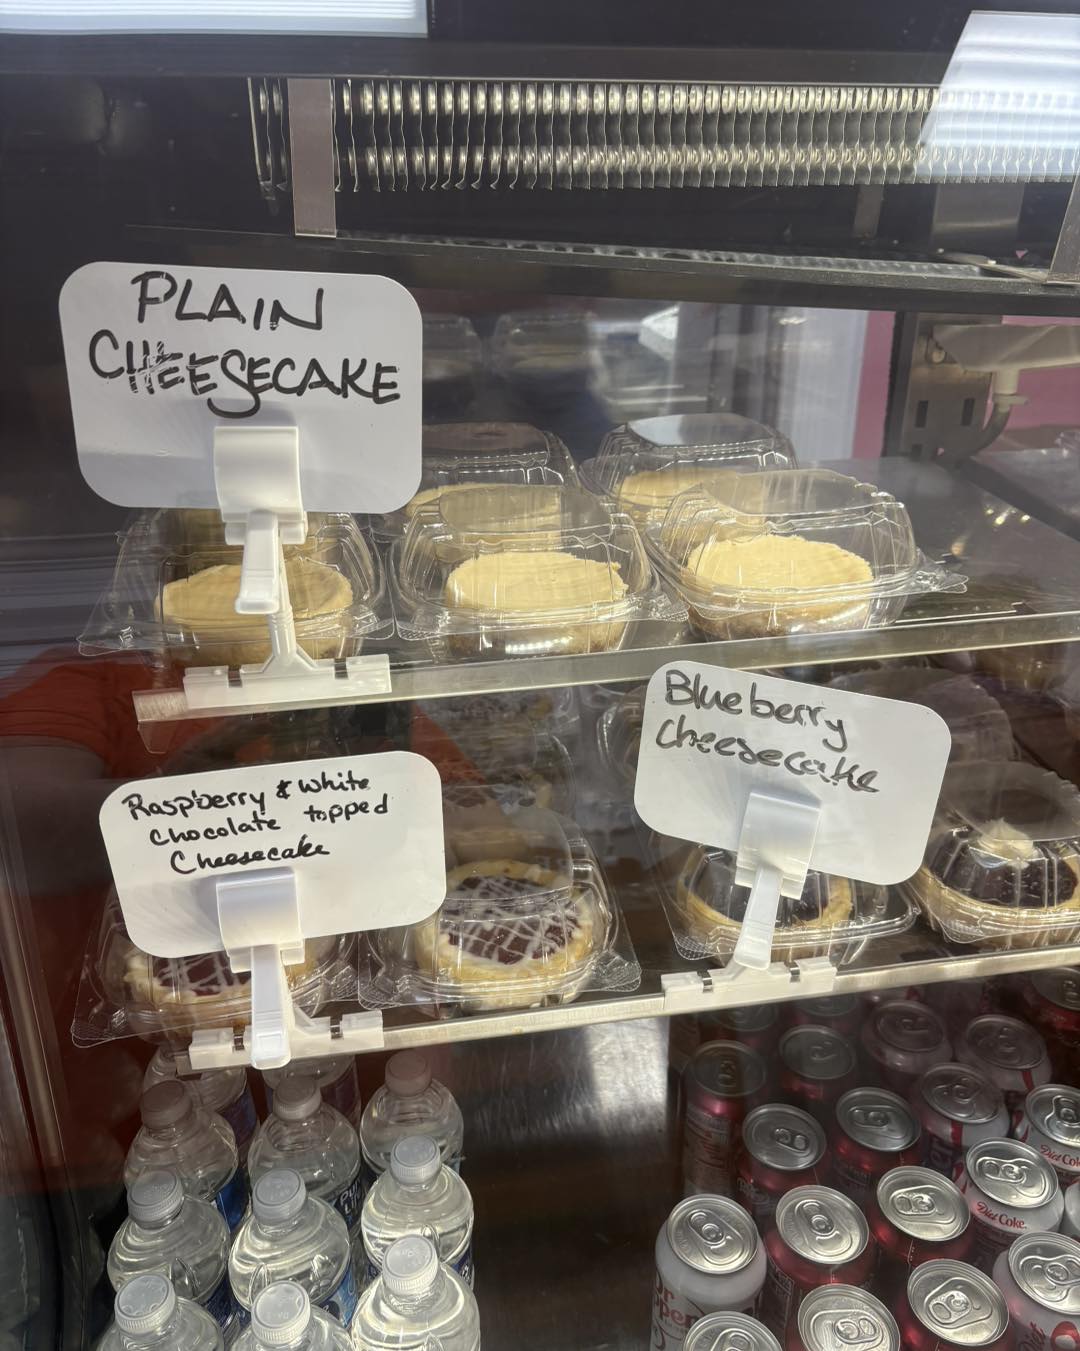 PLAIN
CHEESECAKE
Blueberry
Cheesecake
Raspberry & white
chocolate topped
Cheesecake
Diet Coke
Diet Coke